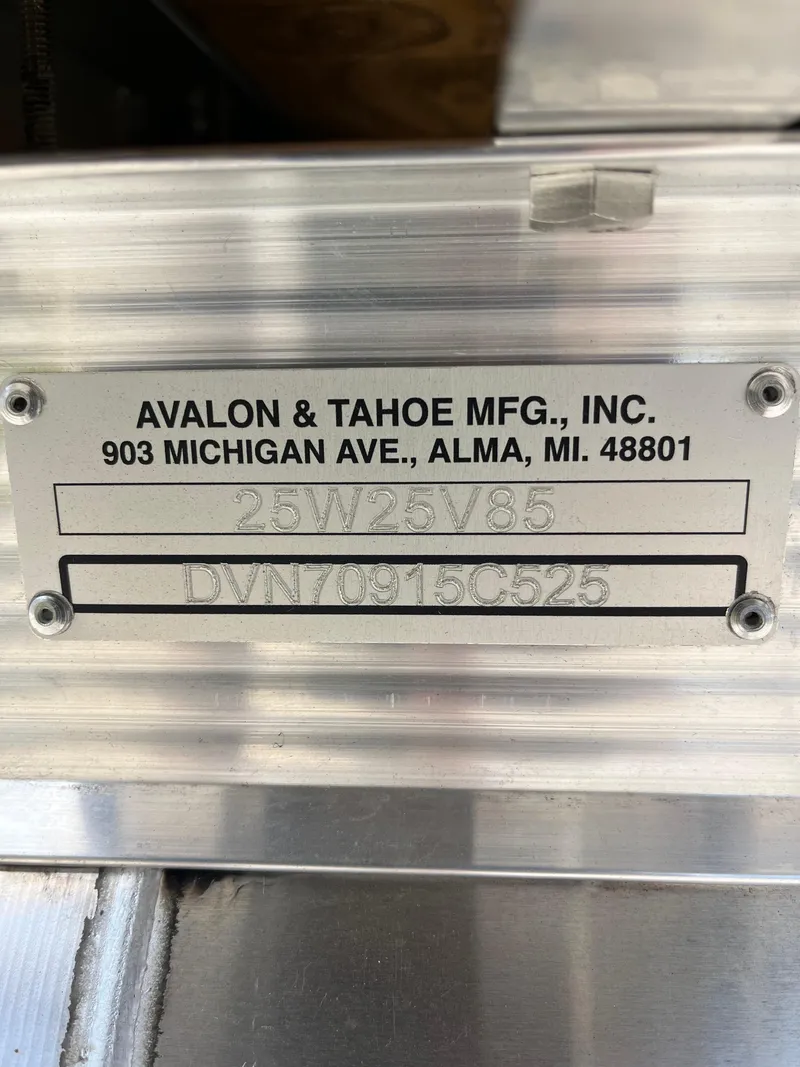 AVALON & TAHOE MFG., INC.
903 MICHIGAN AVE., ALMA, MI. 48801
25W25V85
DVN70915C525